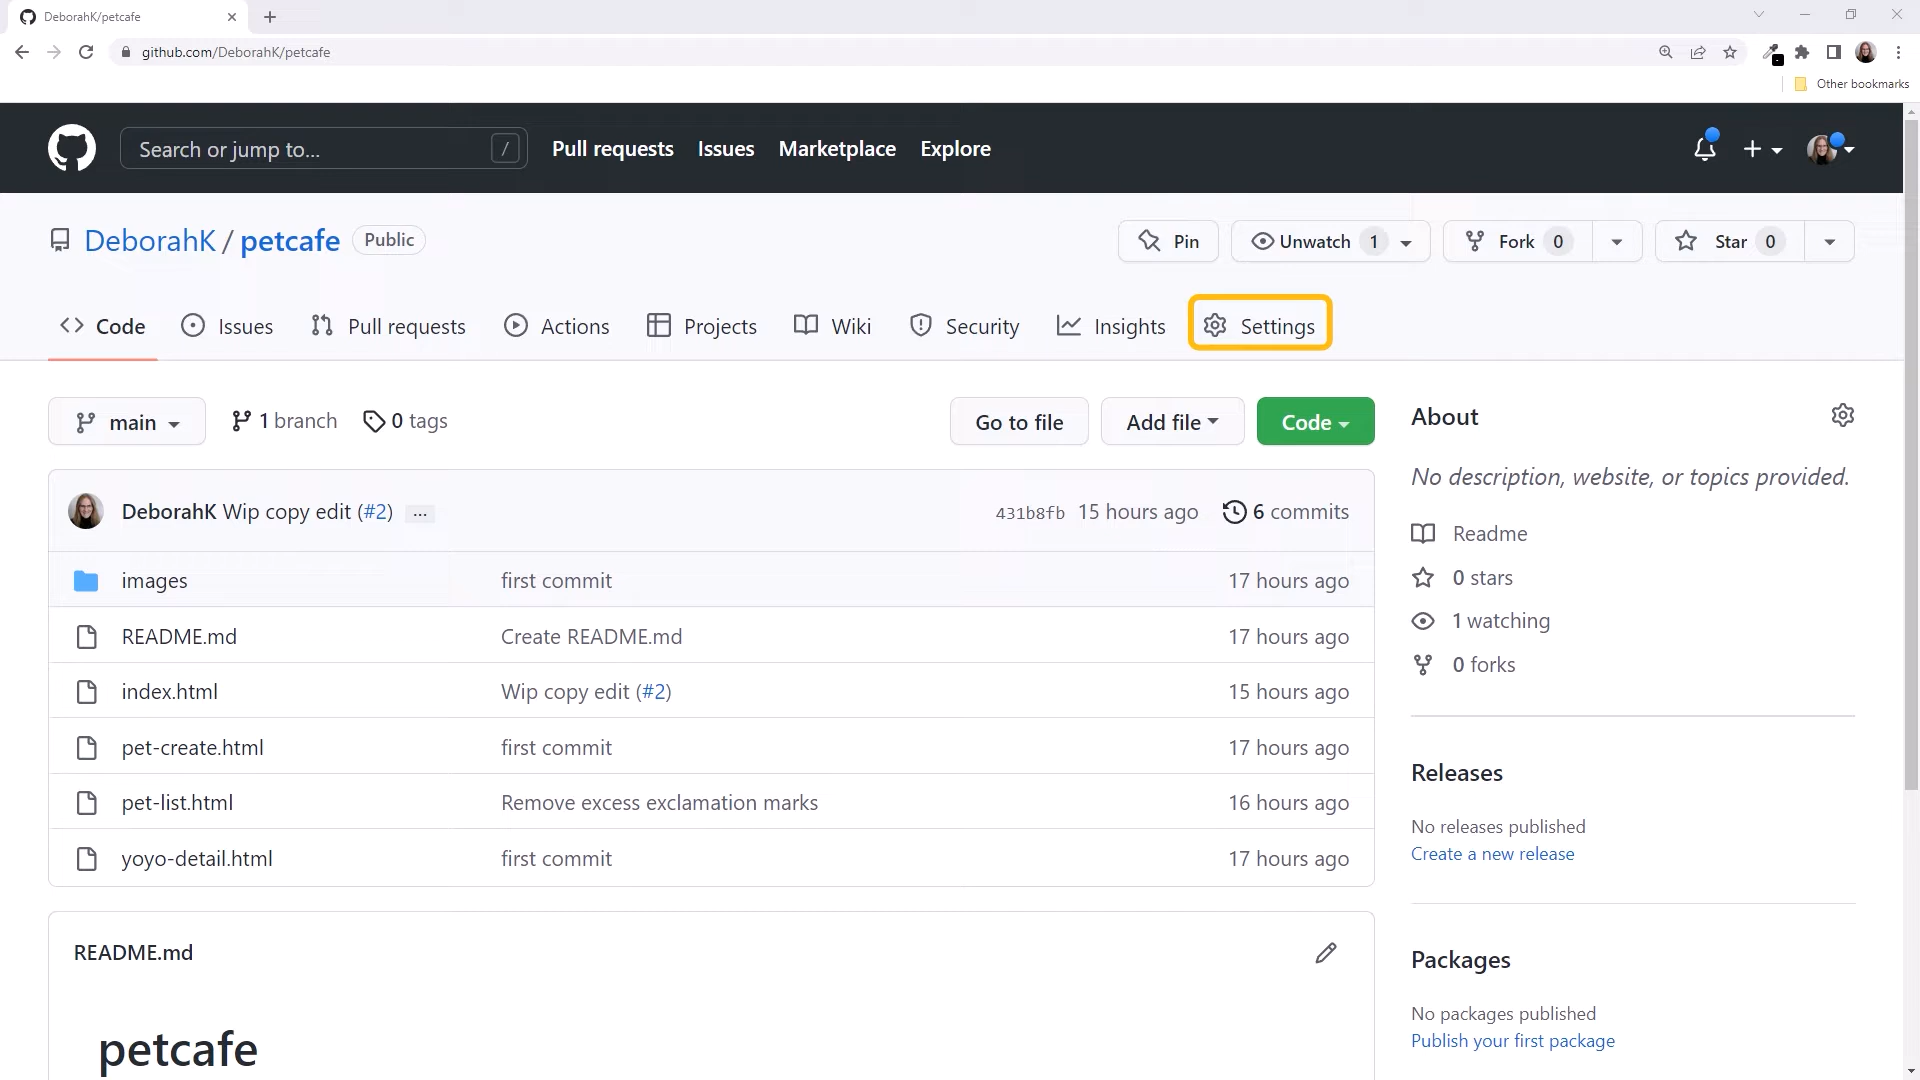 DeborahK/petcafe
github.com/DeborahK/petcafe
Other bookmarks
Search or jump to... /
Pull requests Issues Marketplace Explore
DeborahK / petcafe Public
Pin Unwatch 1 Fork 0 Star 0
Code Issues Pull requests Actions Projects Wiki Security Insights Settings
main 1 branch 0 tags Go to file Add file Code
DeborahK Wip copy edit (#2) ... 431b8fb 15 hours ago 6 commits
images first commit 17 hours ago
README.md Create README.md 17 hours ago
index.html Wip copy edit (#2) 15 hours ago
pet-create.html first commit 17 hours ago
pet-list.html Remove excess exclamation marks 16 hours ago
yoyo-detail.html first commit 17 hours ago
README.md
petcafe
About
No description, website, or topics provided.
Readme
0 stars
1 watching
0 forks
Releases
No releases published
Create a new release
Packages
No packages published
Publish your first package